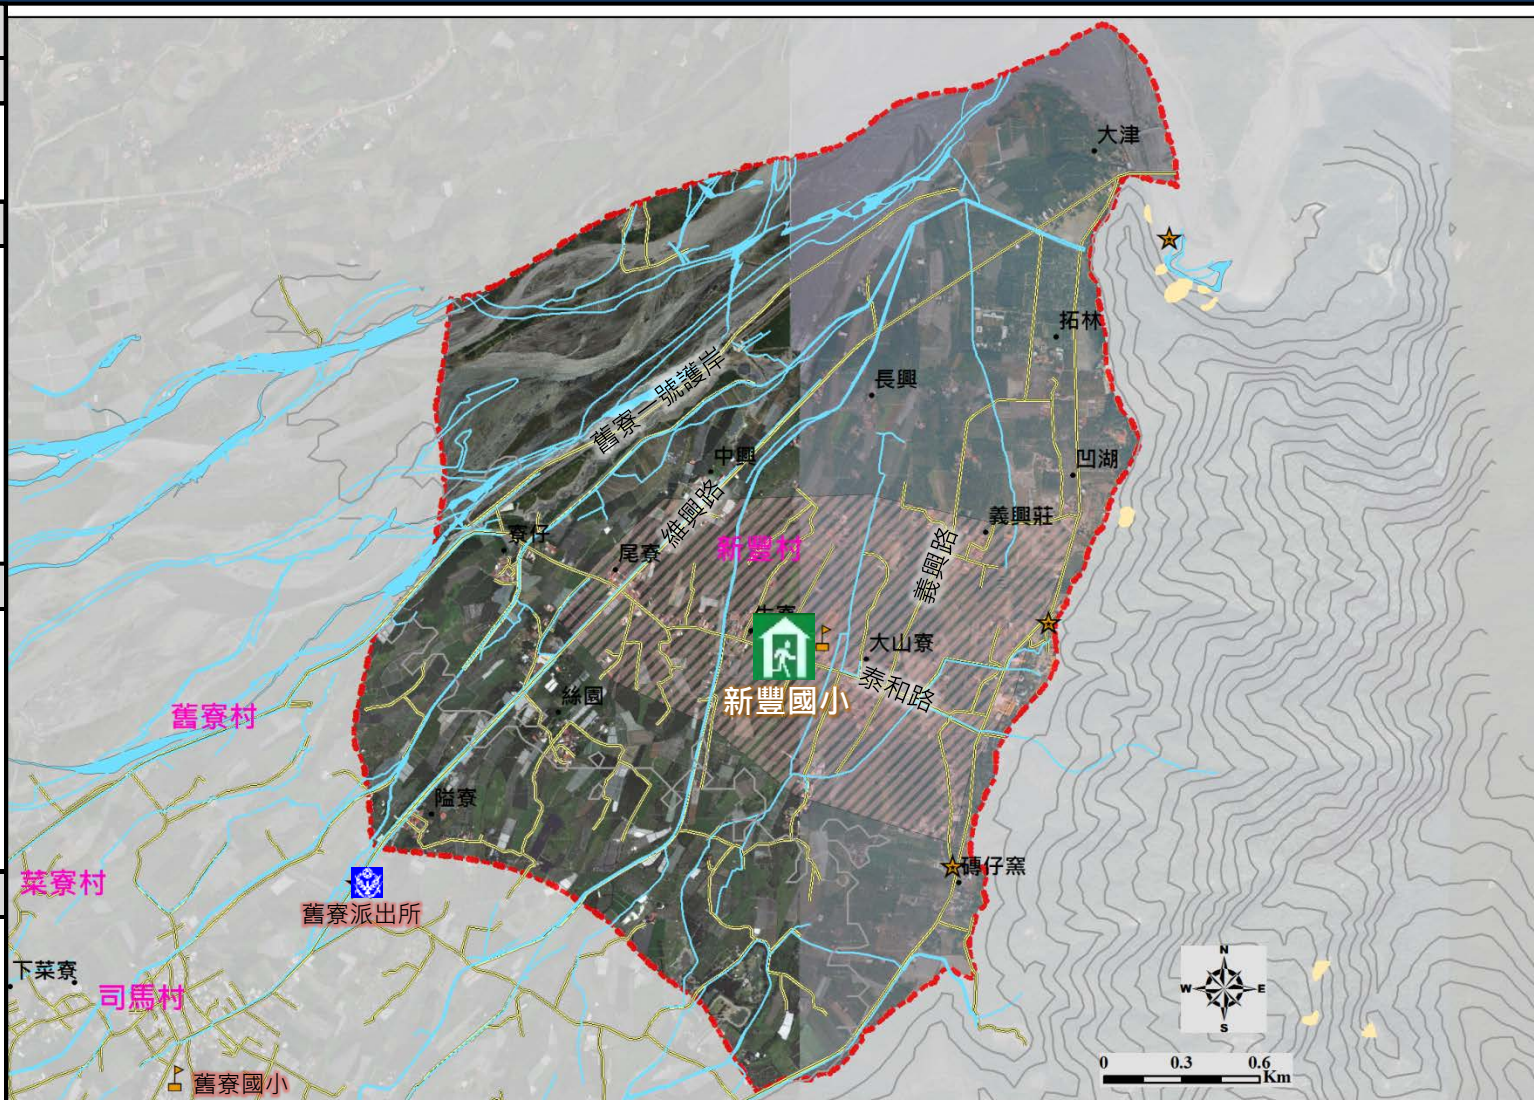 大津
拓林
長興
舊寮一號護岸
中興
凹湖
維興路
義興莊
寮仔
尾寮
新豐村
義興路
牛寮
大山寮
泰和路
新豐國小
絲園
舊寮村
隘寮
磚仔窯
菜寮村
舊寮派出所
下菜寮
司馬村
舊寮國小
N
W E
S
0 0.3 0.6
Km